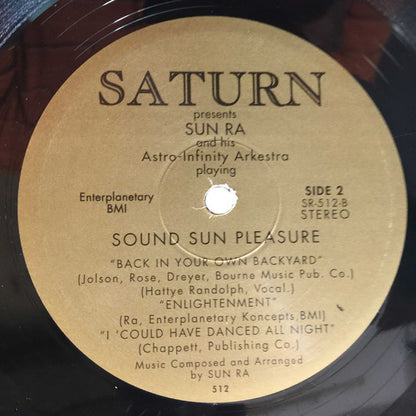 SATURN
presents
SUN RA
and his
Astro-Infinity Arkestra
playing
Enterplanetary
BMI
SIDE 2
SR-512-B
STEREO
SOUND SUN PLEASURE
"BACK IN YOUR OWN BACKYARD"
(Jolson, Rose, Dreyer, Bourne Music Pub. Co.)
(Hattye Randolph, Vocal.)
"ENLIGHTENMENT"
(Ra, Enterplanetary Koncepts,BMI)
"I 'COULD HAVE DANCED ALL NIGHT"
(Chappett, Publishing Co.)
Music Composed and Arranged
by SUN RA
512